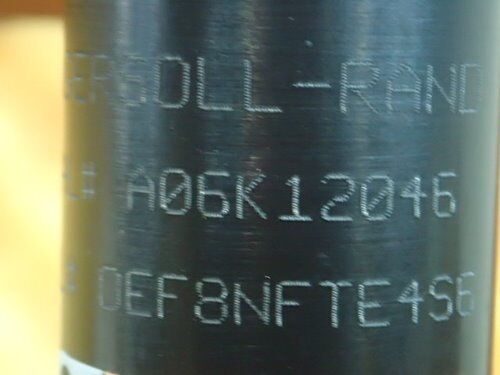 ERSOLL-RAND
# A06K12046
# 0EF8NFTE4S6